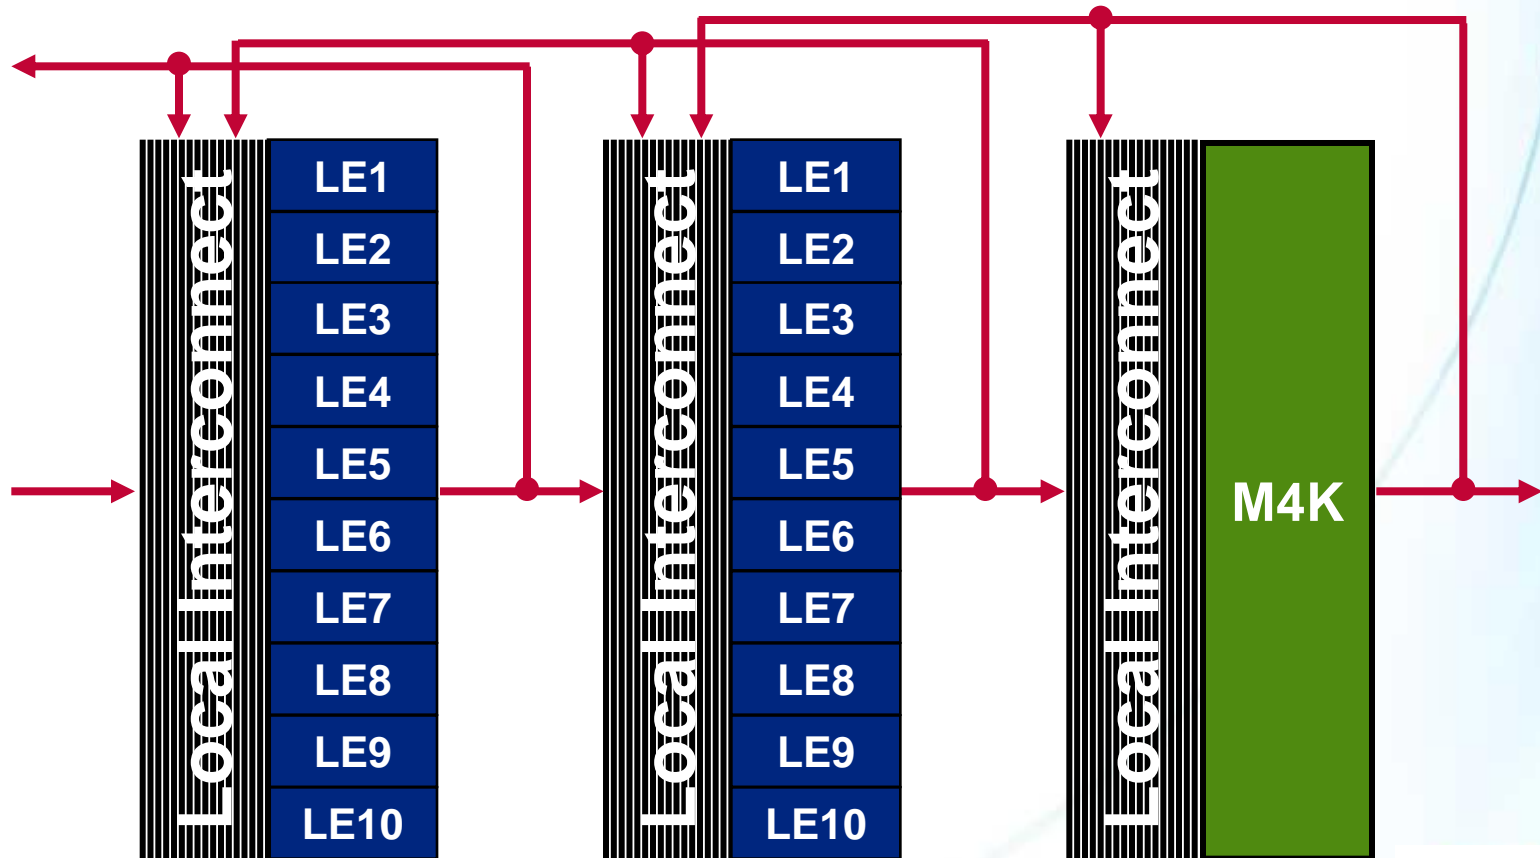 Local Interconnect
LE1
LE2
LE3
LE4
LE5
LE6
LE7
LE8
LE9
LE10
Local Interconnect
LE1
LE2
LE3
LE4
LE5
LE6
LE7
LE8
LE9
LE10
Local Interconnect
M4K